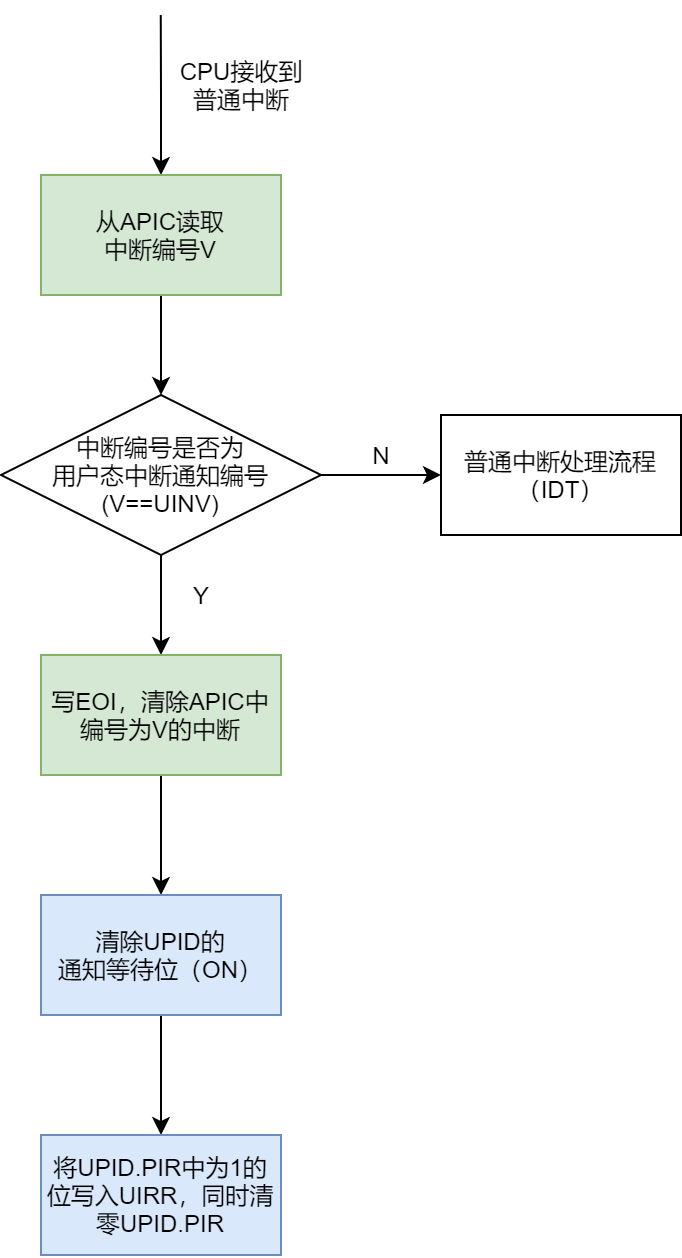 CPU接收到
普通中断
从APIC读取
中断编号V
中断编号是否为
用户态中断通知编号
(V==UINV)
N
普通中断处理流程
（IDT）
Y
写EOI，清除APIC中
编号为V的中断
清除UPID的
通知等待位（ON）
将UPID.PIR中为1的
位写入UIRR，同时清
零UPID.PIR